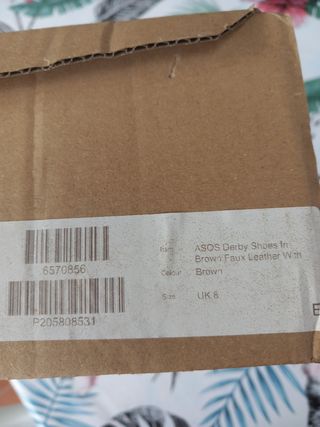 6570856
P205808531
Item ASOS Derby Shoes In
Brown Faux Leather With
Colour Brown
Size UK 8
E